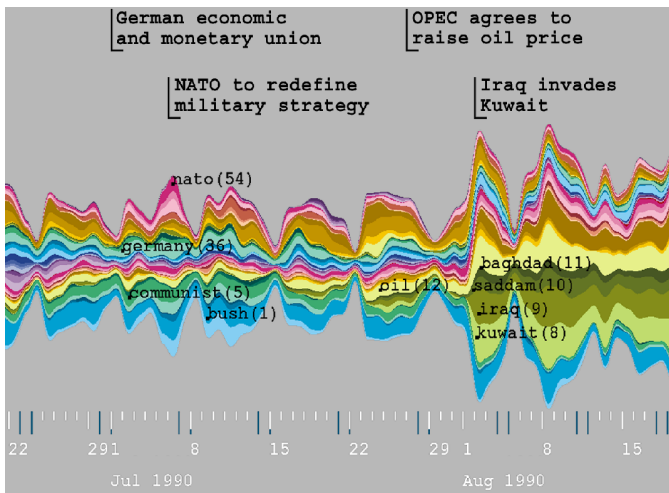 German economic
and monetary union
OPEC agrees to
raise oil price
NATO to redefine
military strategy
Iraq invades
Kuwait
nato(54)
germany(36)
communist(5)
bush(1)
oil(12)
baghdad(11)
saddam(10)
iraq(9)
kuwait(8)
22 29 1 8 15 22 29 1 8 15
Jul 1990 Aug 1990